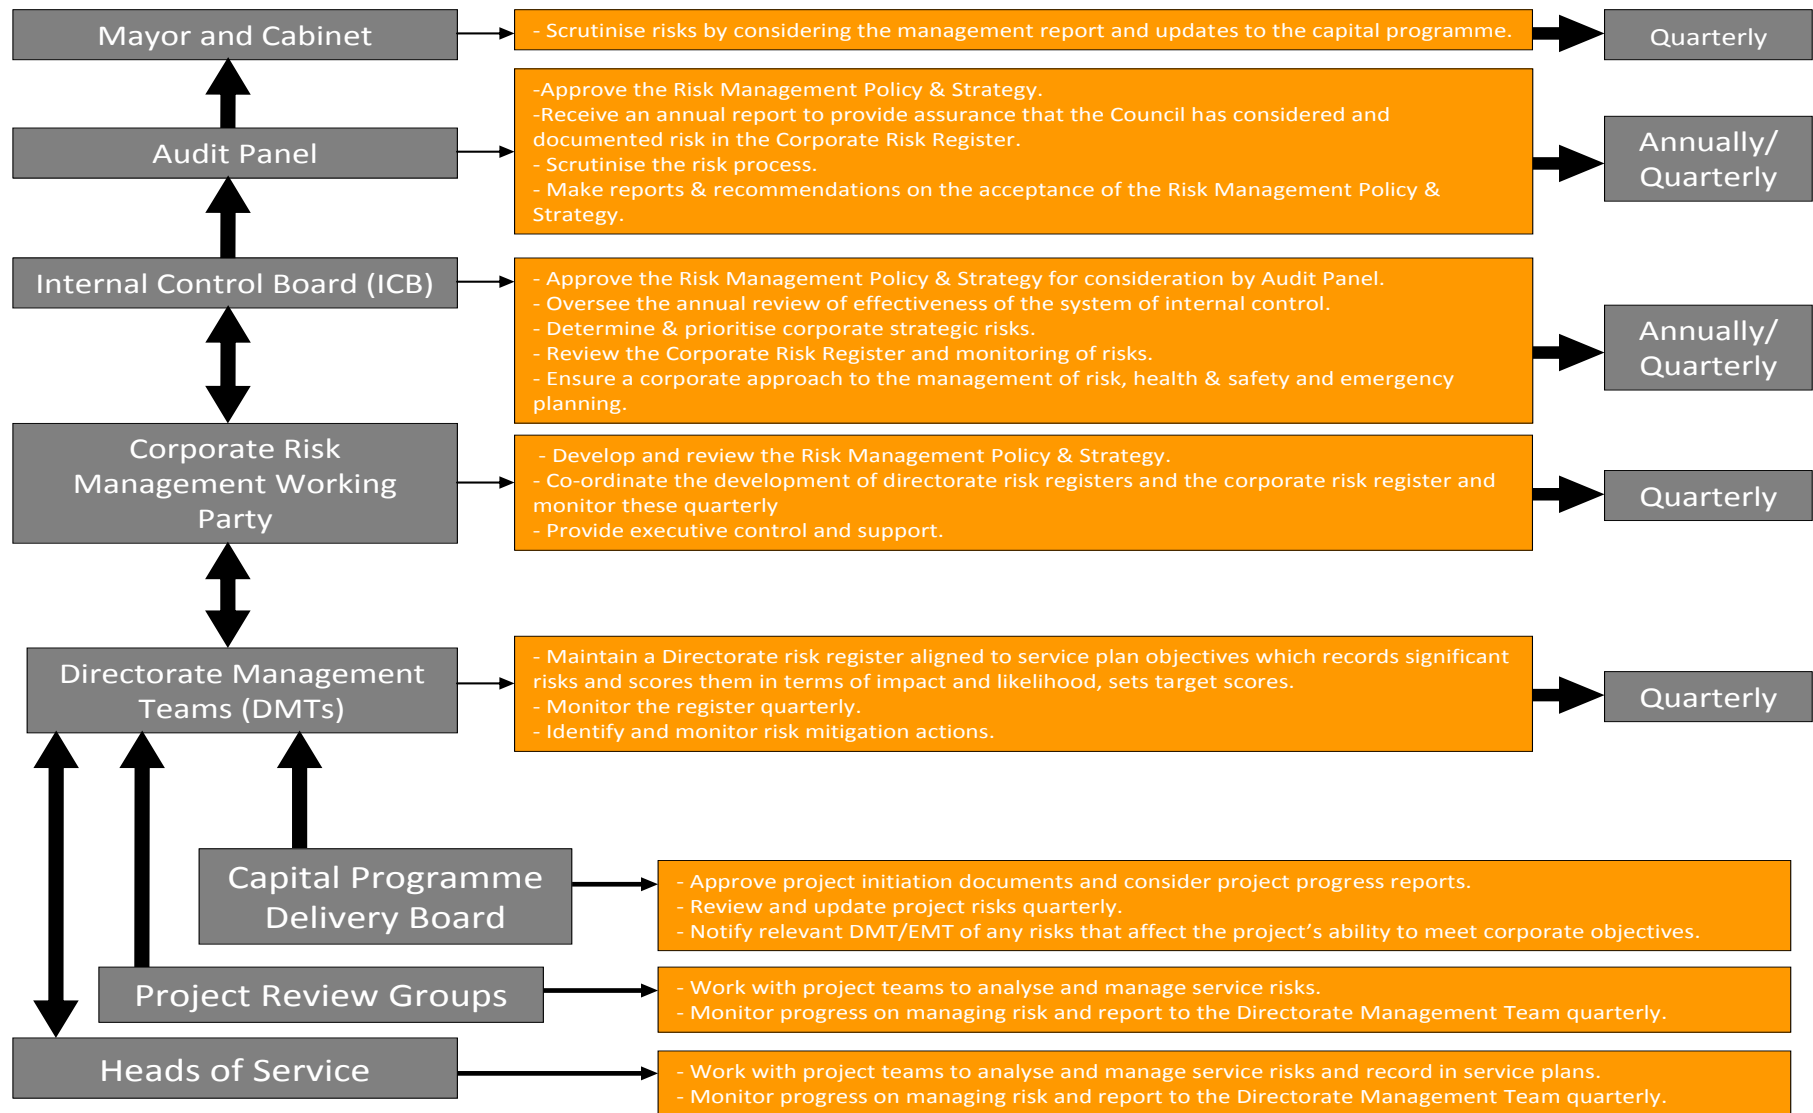 Mayor and Cabinet
- Scrutinise risks by considering the management report and updates to the capital programme.
Quarterly
Audit Panel
-Approve the Risk Management Policy & Strategy.
-Receive an annual report to provide assurance that the Council has considered and
documented risk in the Corporate Risk Register.
- Scrutinise the risk process.
- Make reports & recommendations on the acceptance of the Risk Management Policy &
Strategy.
Annually/
Quarterly
Internal Control Board (ICB)
- Approve the Risk Management Policy & Strategy for consideration by Audit Panel.
- Oversee the annual review of effectiveness of the system of internal control.
- Determine & prioritise corporate strategic risks.
- Review the Corporate Risk Register and monitoring of risks.
- Ensure a corporate approach to the management of risk, health & safety and emergency
planning.
Annually/
Quarterly
Corporate Risk
Management Working
Party
- Develop and review the Risk Management Policy & Strategy.
- Co-ordinate the development of directorate risk registers and the corporate risk register and
monitor these quarterly
- Provide executive control and support.
Quarterly
Directorate Management
Teams (DMTs)
- Maintain a Directorate risk register aligned to service plan objectives which records significant
risks and scores them in terms of impact and likelihood, sets target scores.
- Monitor the register quarterly.
- Identify and monitor risk mitigation actions.
Quarterly
Capital Programme
Delivery Board
- Approve project initiation documents and consider project progress reports.
- Review and update project risks quarterly.
- Notify relevant DMT/EMT of any risks that affect the project’s ability to meet corporate objectives.
Project Review Groups
- Work with project teams to analyse and manage service risks.
- Monitor progress on managing risk and report to the Directorate Management Team quarterly.
Heads of Service
- Work with project teams to analyse and manage service risks and record in service plans.
- Monitor progress on managing risk and report to the Directorate Management Team quarterly.